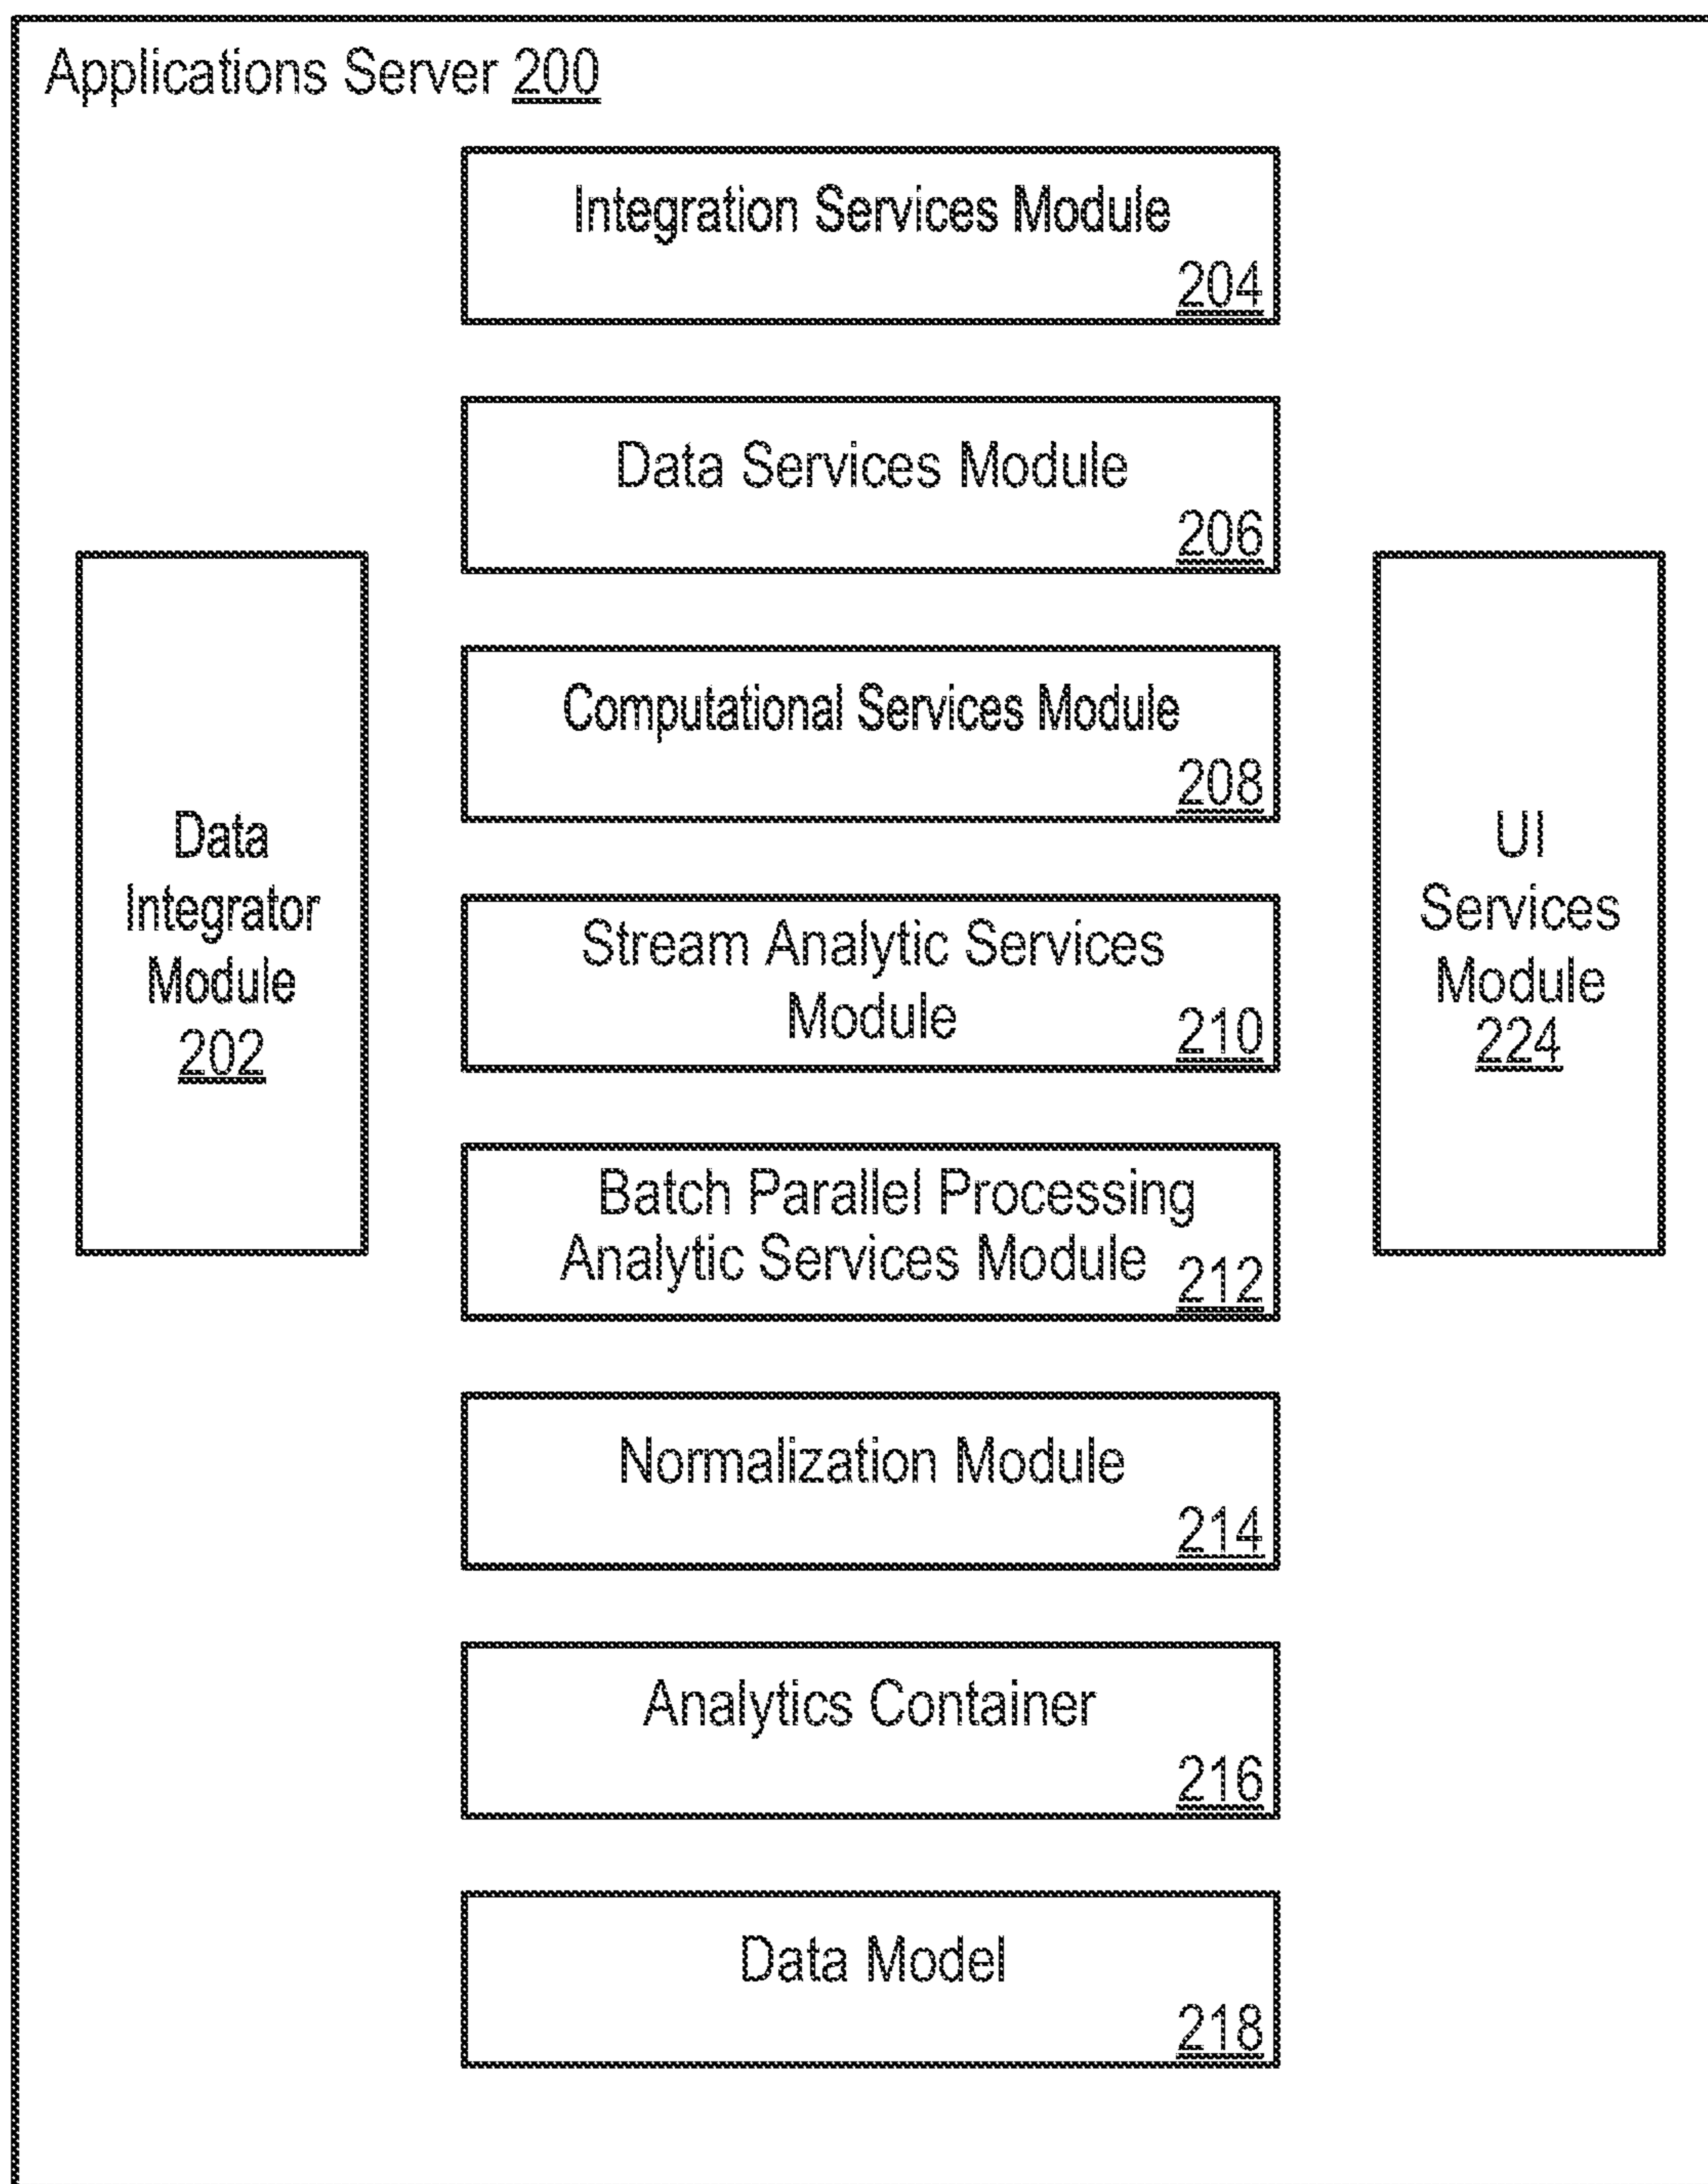 Applications Server 200
Integration Services Module
204
Data Services Module
206
Computational Services Module
208
Data
Integrator
Module
202
Stream Analytic Services
Module
210
UI
Services
Module
224
Batch Parallel Processing
Analytic Services Module
212
Normalization Module
214
Analytics Container
216
Data Model
218